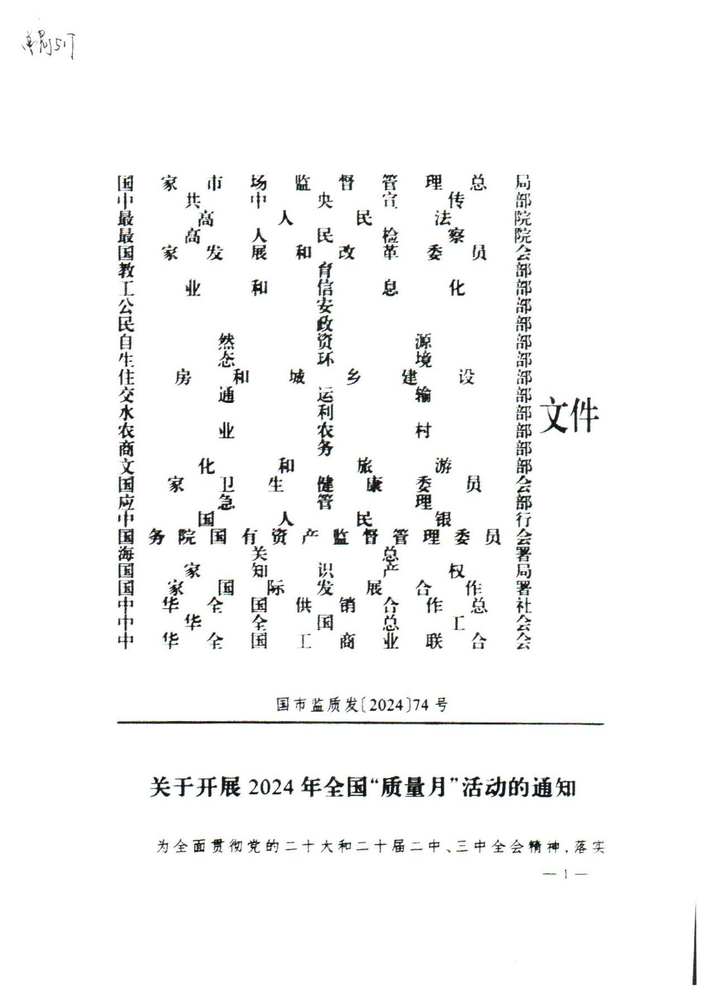 517
国家市场监督管理总局
中共中央宣传部
最高人民法院
最高人民检察院
国家发展和改革委员会
教育部
工业和信息化部
公安部
民政部
自然资源部
生态环境部
住房和城乡建设部
交通运输部
水利部
农业农村部
商务部
文化和旅游部
国家卫生健康委员会
应急管理部
中国人民银行
国务院国有资产监督管理委员会
海关总署
国家知识产权局
国家国际发展合作署
中华全国供销合作总社
中华全国总工会
中华全国工商业联合会
文件
国市监质发〔2024〕74号
关于开展2024年全国“质量月”活动的通知
为全面贯彻党的二十大和二十届二中、三中全会精神,落实
— 1 —